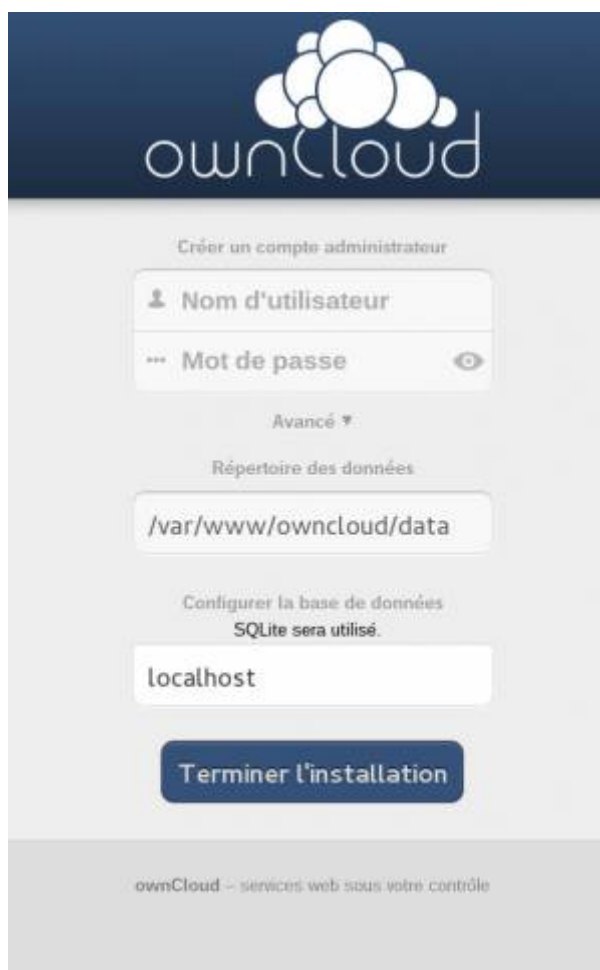 ownCloud
Créer un compte administrateur
Nom d'utilisateur
Mot de passe
Avancé ▼
Répertoire des données
/var/www/owncloud/data
Configurer la base de données
SQLite sera utilisé.
localhost
Terminer l'installation
ownCloud – services web sous votre contrôle